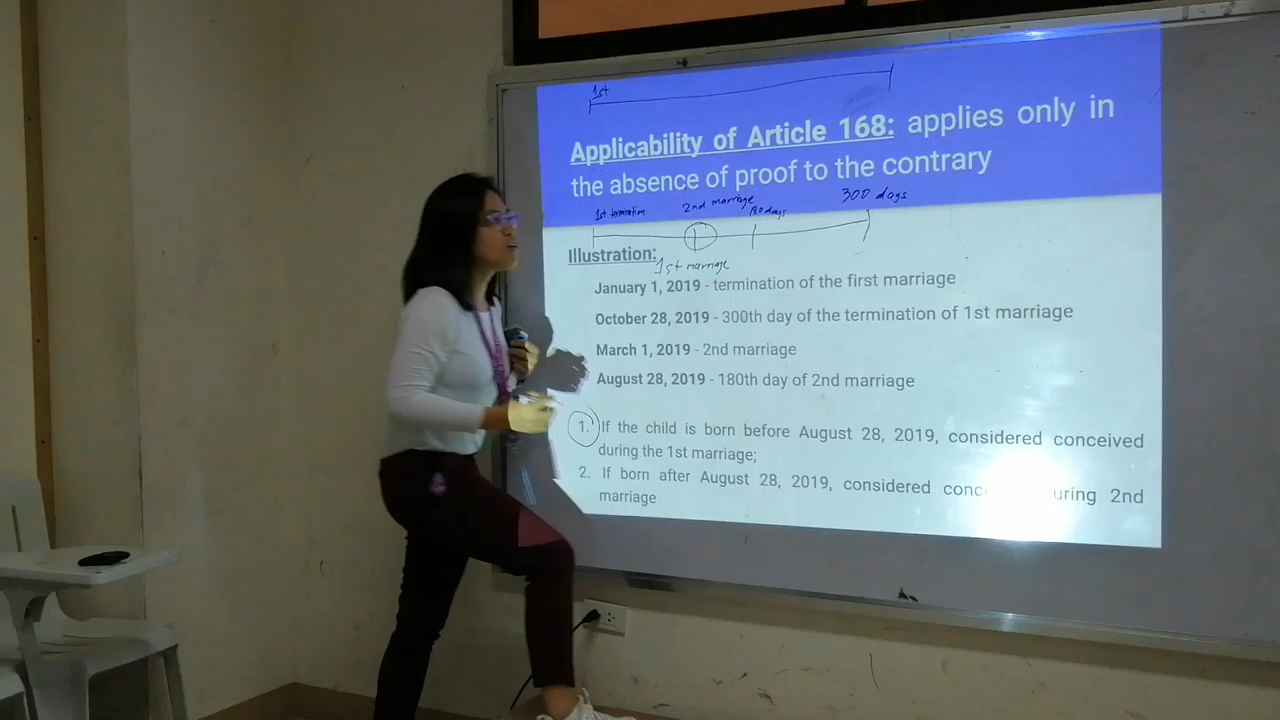 1st
Applicability of Article 168: applies only in
the absence of proof to the contrary
1st termination 2nd marriage 180 days 300 days
Illustration:
1st marriage
January 1, 2019 - termination of the first marriage
October 28, 2019 - 300th day of the termination of 1st marriage
March 1, 2019 - 2nd marriage
August 28, 2019 - 180th day of 2nd marriage
1. If the child is born before August 28, 2019, considered conceived
during the 1st marriage;
2. If born after August 28, 2019, considered conc uring 2nd
marriage